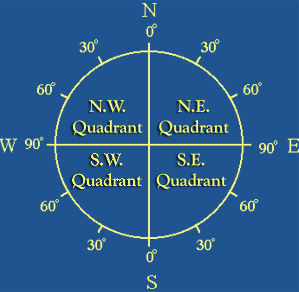 N
0°
30° 30°
60° 60°
N.W. N.E.
Quadrant Quadrant
W 90° 90° E
S.W. S.E.
Quadrant Quadrant
60° 60°
30° 30°
0°
S